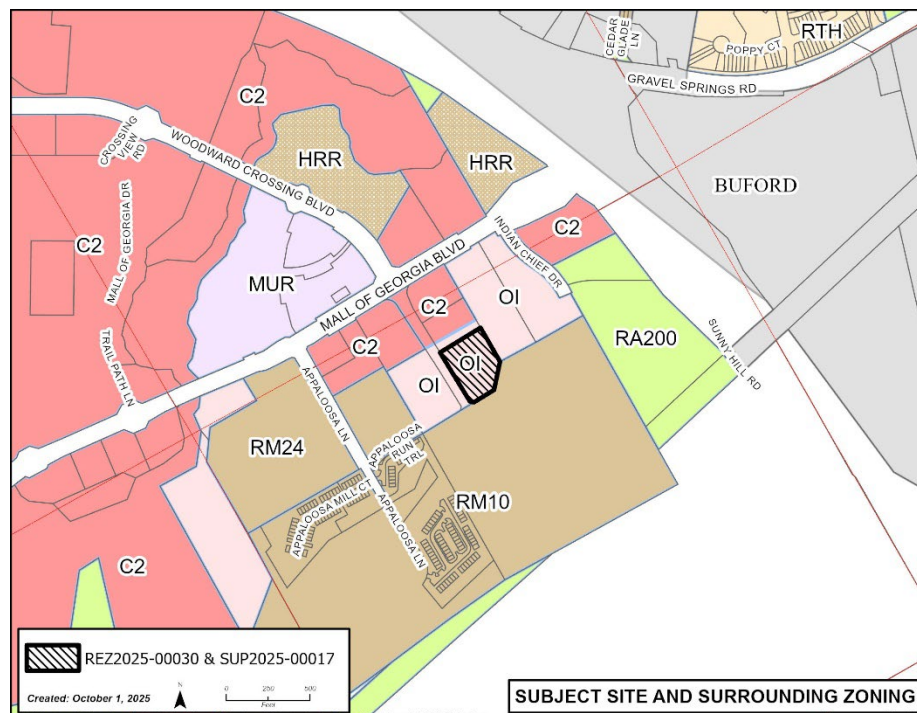 CEDAR
GLADE
LN
POPPY CT
RTH
GRAVEL SPRINGS RD
C2
CROSSING
VIEW
RD
WOODWARD CROSSING BLVD
HRR
HRR
BUFORD
C2
MALL OF GEORGIA DR
MUR
MALL OF GEORGIA BLVD
INDIAN CHIEF DR
C2
OI
C2
RA200
SUNNY HILL RD
TRAIL PATH LN
C2
OI
OI
APPALOOSA LN
RM24
APPALOOSA
RUN
TRL
APPALOOSA MILL CT
APPALOOSA LN
RM10
C2
REZ2025-00030 & SUP2025-00017
Created: October 1, 2025
N
0 250 500
Feet
SUBJECT SITE AND SURROUNDING ZONING